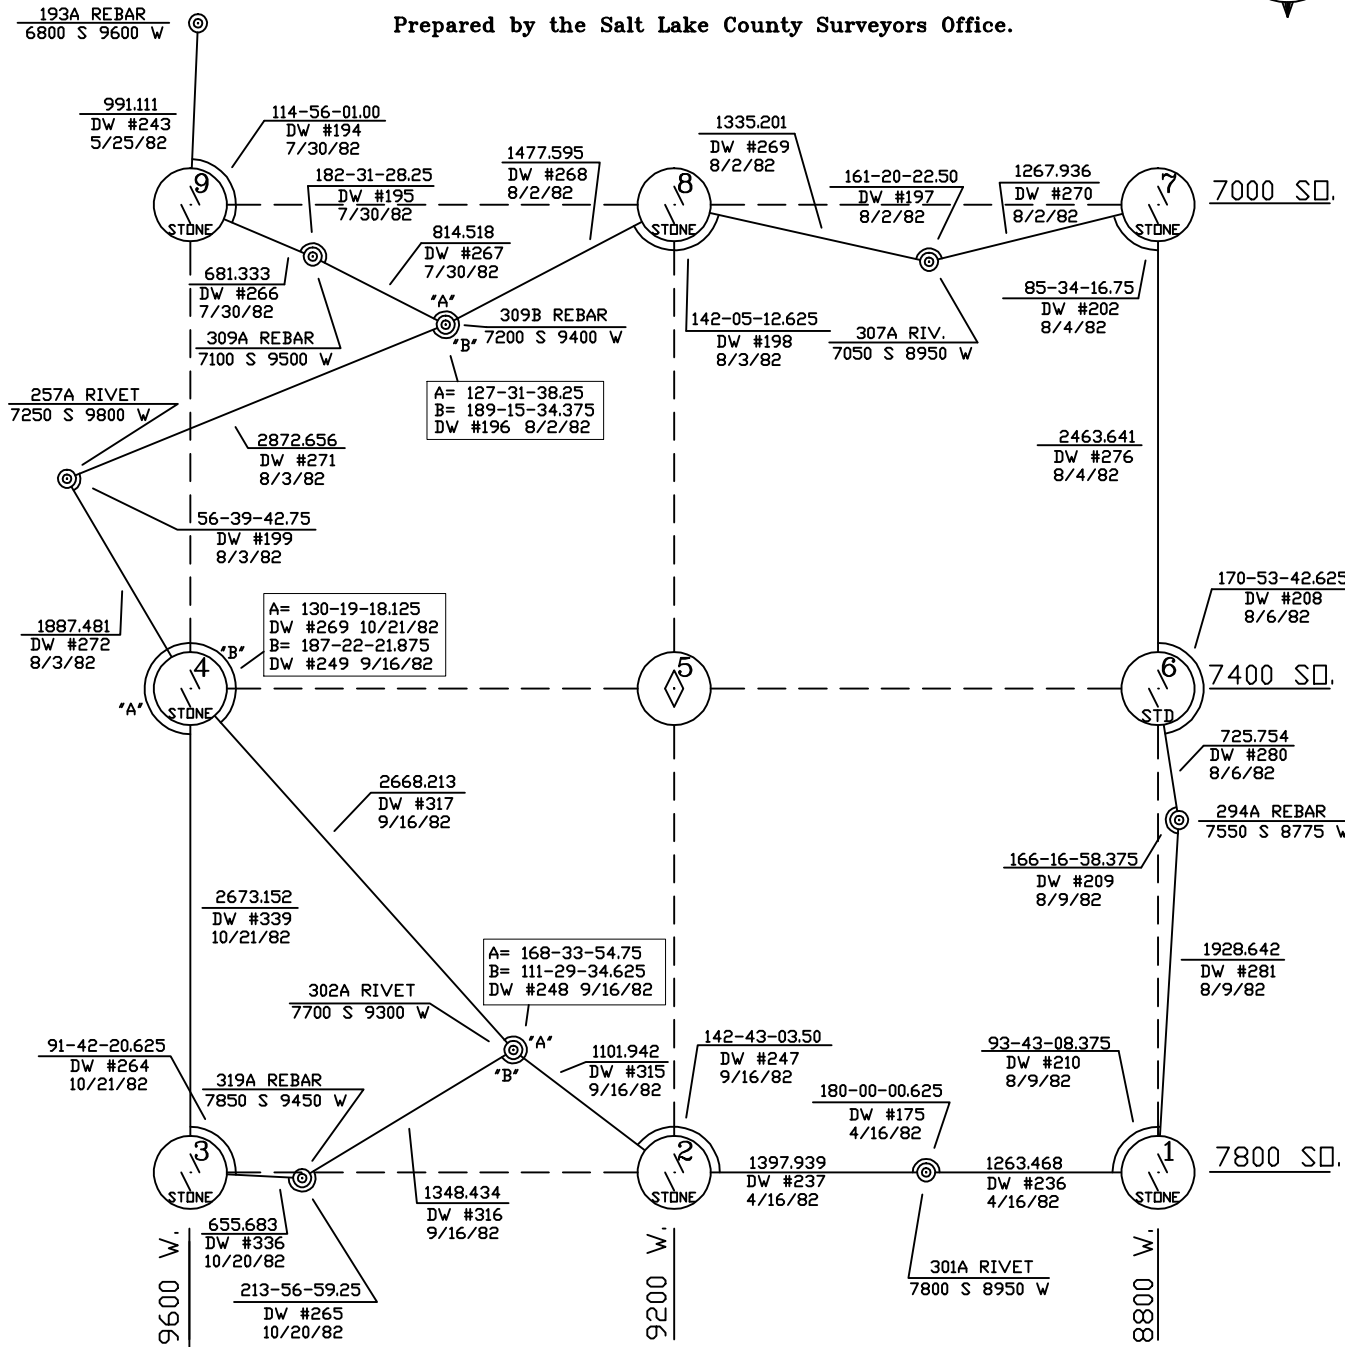 193A REBAR
6800 S 9600 W
Prepared by the Salt Lake County Surveyors Office.
991.111
DW #243
5/25/82
114-56-01.00
DW #194
7/30/82
182-31-28.25
DW #195
7/30/82
1477.595
DW #268
8/2/82
1335.201
DW #269
8/2/82
161-20-22.50
DW #197
8/2/82
1267.936
DW #270
8/2/82
9
STONE
8
STONE
7
STONE
7000 SO.
814.518
DW #267
7/30/82
681.333
DW #266
7/30/82
309A REBAR
7100 S 9500 W
"A"
"B"
309B REBAR
7200 S 9400 W
142-05-12.625
DW #198
8/3/82
307A RIV.
7050 S 8950 W
85-34-16.75
DW #202
8/4/82
A= 127-31-38.25
B= 189-15-34.375
DW #196 8/2/82
257A RIVET
7250 S 9800 W
2872.656
DW #271
8/3/82
2463.641
DW #276
8/4/82
56-39-42.75
DW #199
8/3/82
170-53-42.625
DW #208
8/6/82
1887.481
DW #272
8/3/82
A= 130-19-18.125
DW #269 10/21/82
B= 187-22-21.875
DW #249 9/16/82
"B"
"A"
4
STONE
5
6
STD
7400 SO.
725.754
DW #280
8/6/82
2668.213
DW #317
9/16/82
294A REBAR
7550 S 8775 W
166-16-58.375
DW #209
8/9/82
2673.152
DW #339
10/21/82
A= 168-33-54.75
B= 111-29-34.625
DW #248 9/16/82
1928.642
DW #281
8/9/82
302A RIVET
7700 S 9300 W
"A"
"B"
91-42-20.625
DW #264
10/21/82
319A REBAR
7850 S 9450 W
1101.942
DW #315
9/16/82
142-43-03.50
DW #247
9/16/82
180-00-00.625
DW #175
4/16/82
93-43-08.375
DW #210
8/9/82
3
STONE
2
STONE
1
STONE
7800 SO.
1397.939
DW #237
4/16/82
1263.468
DW #236
4/16/82
1348.434
DW #316
9/16/82
655.683
DW #336
10/20/82
213-56-59.25
DW #265
10/20/82
301A RIVET
7800 S 8950 W
9600 W.
9200 W.
8800 W.